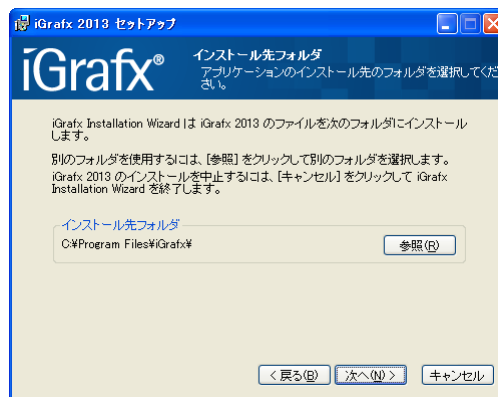 iGrafx 2013 セットアップ
iGrafx®
インストール先フォルダ
アプリケーションのインストール先のフォルダを選択してくだ
さい。
iGrafx Installation Wizard は iGrafx 2013 のファイルを次のフォルダにインストール
します。
別のフォルダを使用するには、[参照] をクリックして別のフォルダを選択します。
iGrafx 2013 のインストールを中止するには、[キャンセル] をクリックして iGrafx
Installation Wizard を終了します。
インストール先フォルダ
C:¥Program Files¥iGrafx¥
参照(R)
< 戻る(B)
次へ(N) >
キャンセル